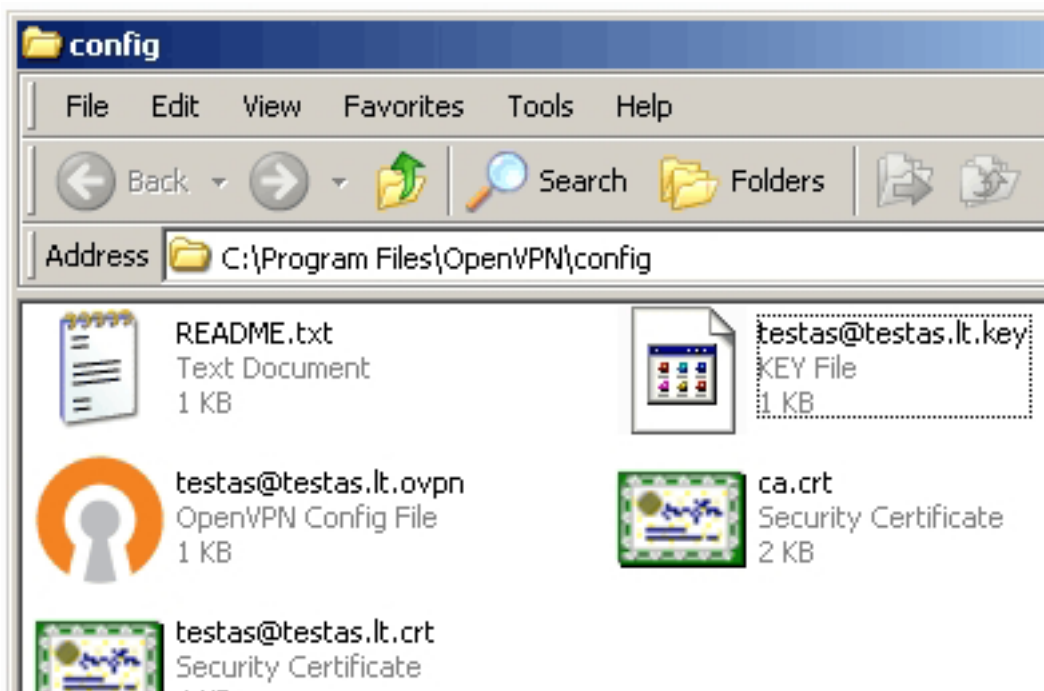 config
File Edit View Favorites Tools Help
Back Search Folders
Address C:\Program Files\OpenVPN\config
README.txt
Text Document
1 KB
testas@testas.lt.key
KEY File
1 KB
testas@testas.lt.ovpn
OpenVPN Config File
1 KB
ca.crt
Security Certificate
2 KB
testas@testas.lt.crt
Security Certificate